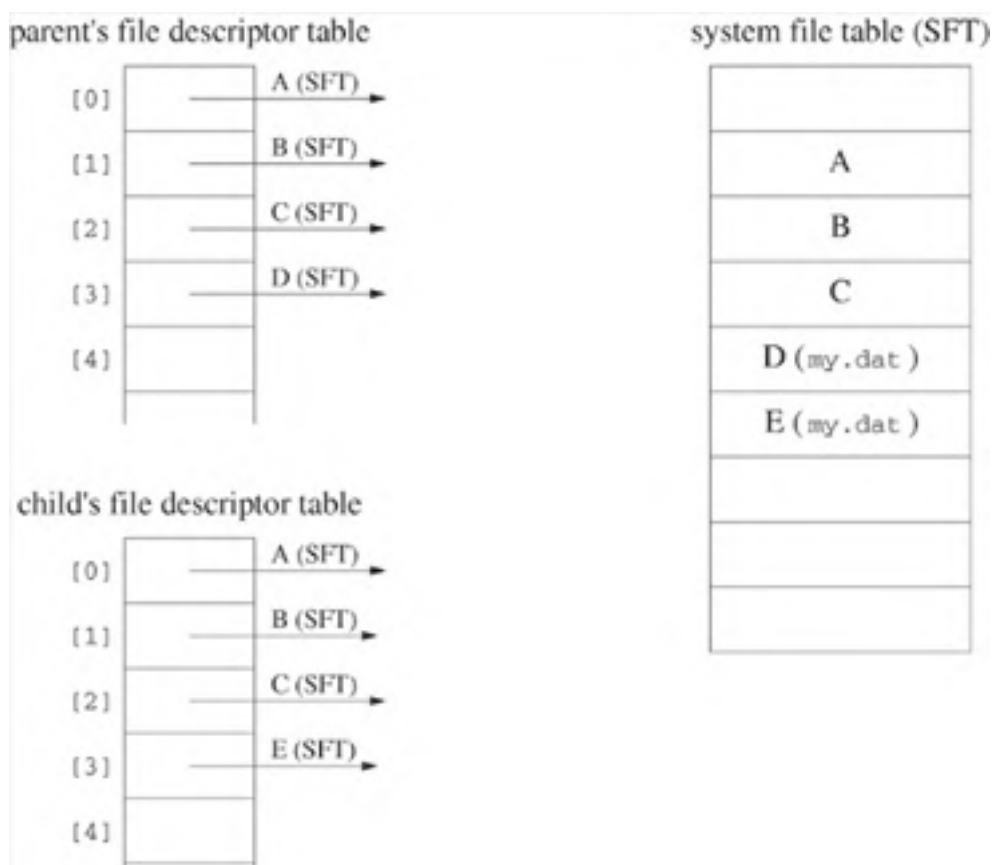 parent's file descriptor table
[0] A (SFT)
[1] B (SFT)
[2] C (SFT)
[3] D (SFT)
[4]
system file table (SFT)
A
B
C
D (my.dat)
E (my.dat)
child's file descriptor table
[0] A (SFT)
[1] B (SFT)
[2] C (SFT)
[3] E (SFT)
[4]